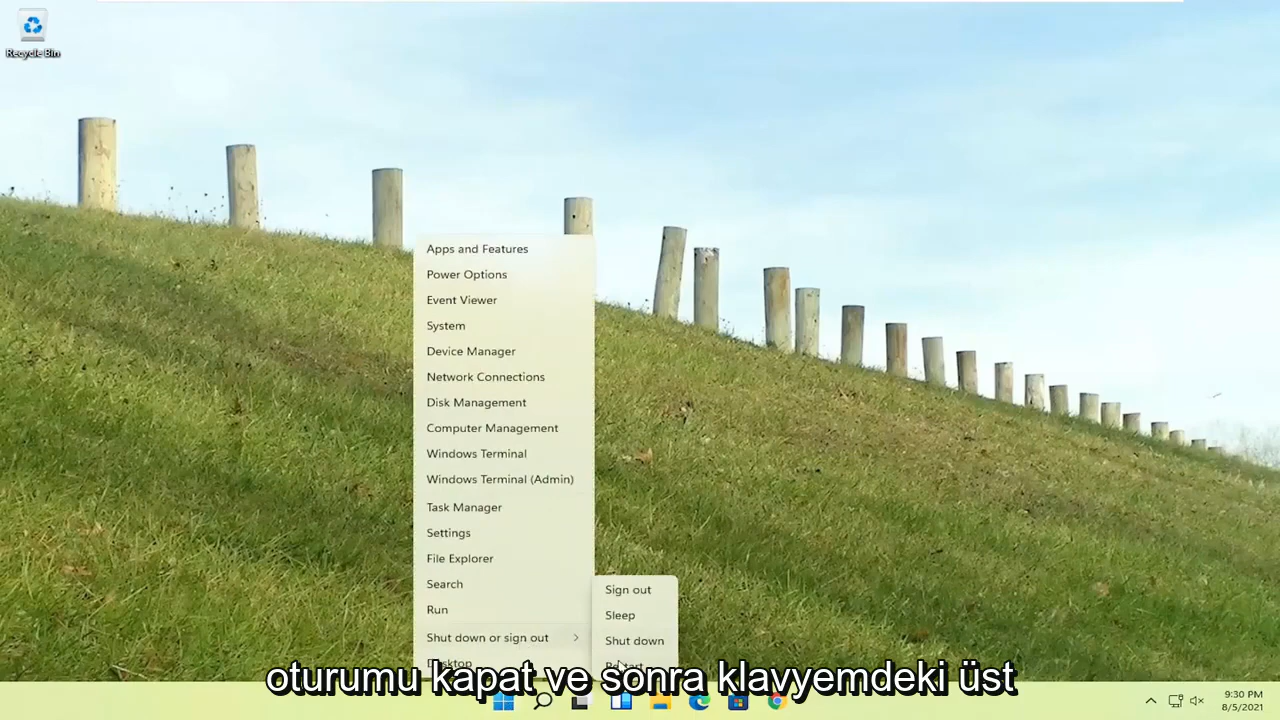 Recycle Bin
Apps and Features
Power Options
Event Viewer
System
Device Manager
Network Connections
Disk Management
Computer Management
Windows Terminal
Windows Terminal (Admin)
Task Manager
Settings
File Explorer
Search
Run
Shut down or sign out
Desktop
Sign out
Sleep
Shut down
Restart
oturumu kapat ve sonra klavyemdeki üst
9:30 PM
8/5/2021